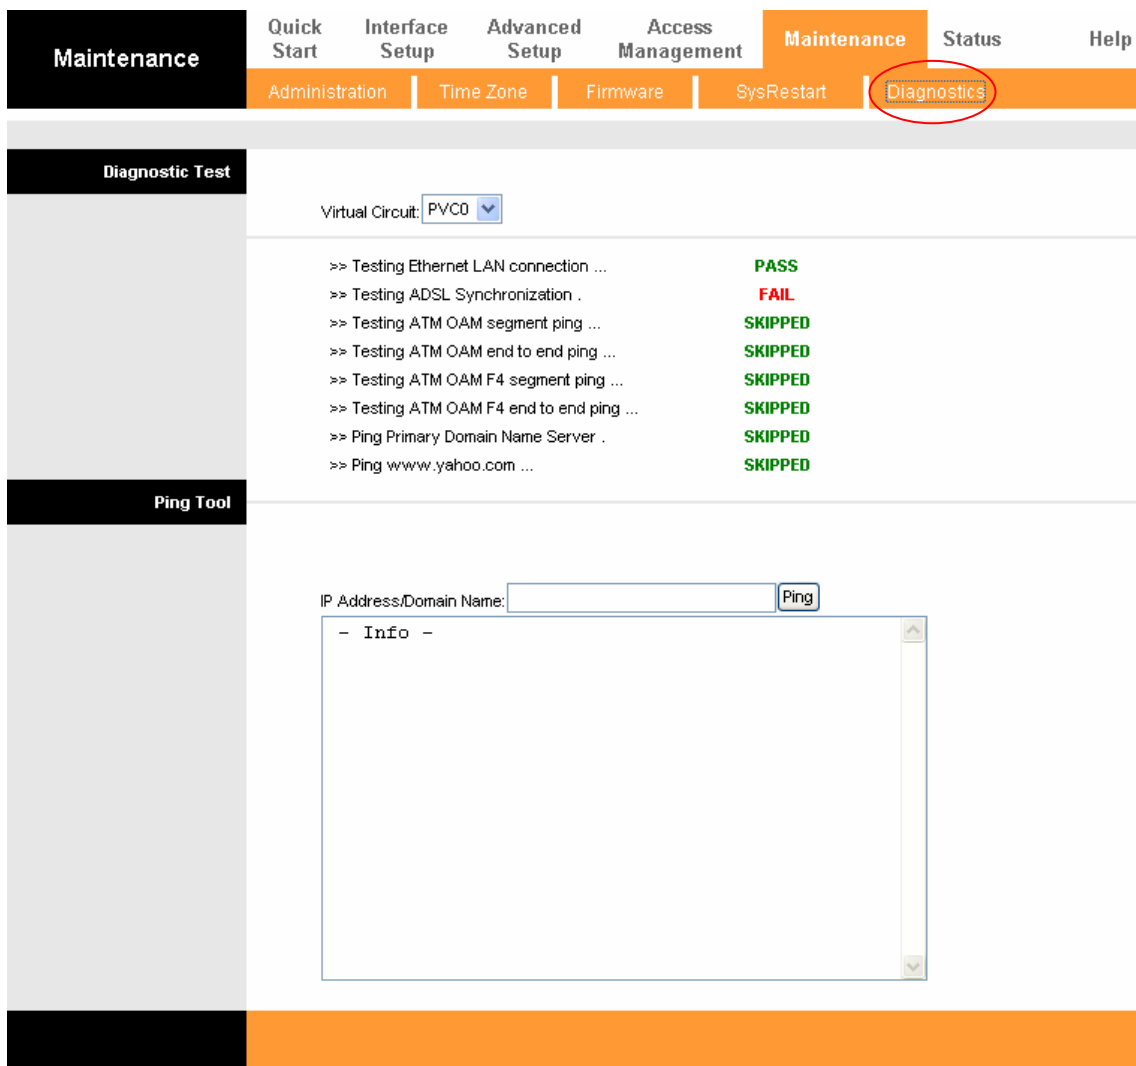 Maintenance
Quick Start
Interface Setup
Advanced Setup
Access Management
Maintenance
Status
Help
Administration
Time Zone
Firmware
SysRestart
Diagnostics
Diagnostic Test
Virtual Circuit: PVC0
>> Testing Ethernet LAN connection ... PASS
>> Testing ADSL Synchronization . FAIL
>> Testing ATM OAM segment ping ... SKIPPED
>> Testing ATM OAM end to end ping ... SKIPPED
>> Testing ATM OAM F4 segment ping ... SKIPPED
>> Testing ATM OAM F4 end to end ping ... SKIPPED
>> Ping Primary Domain Name Server . SKIPPED
>> Ping www.yahoo.com ... SKIPPED
Ping Tool
IP Address/Domain Name: Ping
- Info -